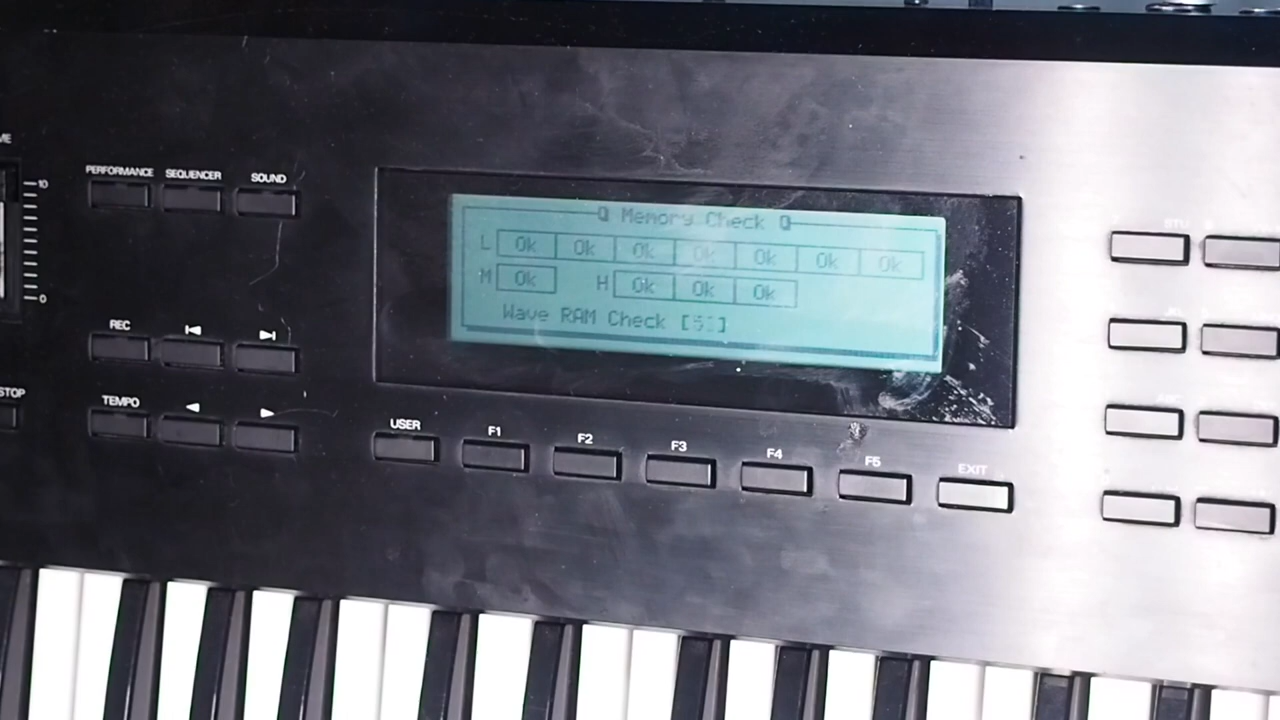 10
0
PERFORMANCE SEQUENCER SOUND
REC
STOP TEMPO
Memory Check
L Ok Ok Ok Ok Ok Ok Ok
M Ok H Ok Ok Ok
Wave RAM Check
USER F1 F2 F3 F4 F5 EXIT